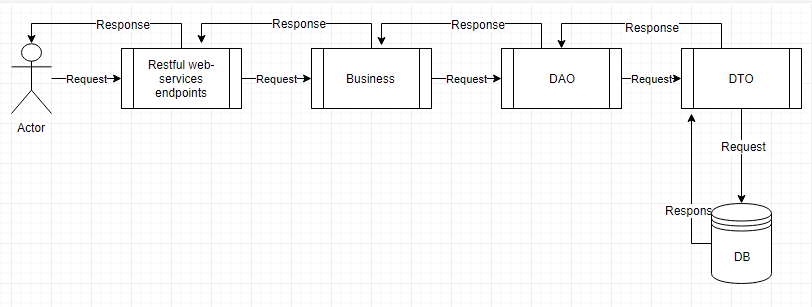 Response
Response
Response
Response
Restful web-
services
endpoints
Business
DAO
DTO
Request
Request
Request
Request
Actor
Request
Respons
DB